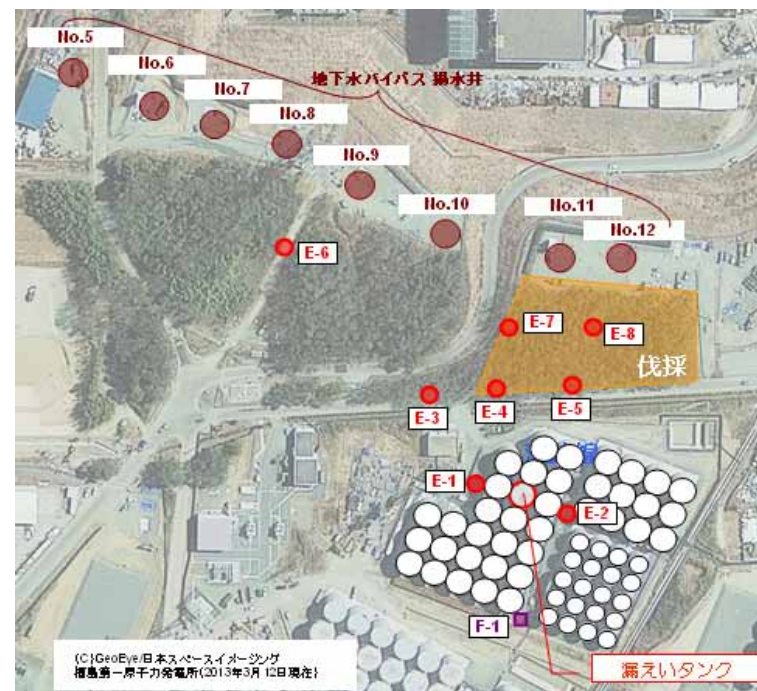 No.5
No.6
No.7
地下水バイパス 揚水井
No.8
No.9
No.10
No.11
No.12
E-6
E-7
E-8
伐採
E-3
E-4
E-5
E-1
E-2
F-1
(C)GeoEye/日本スペースイメージング
福島第一原子力発電所(2013年3月12日現在)
漏えいタンク